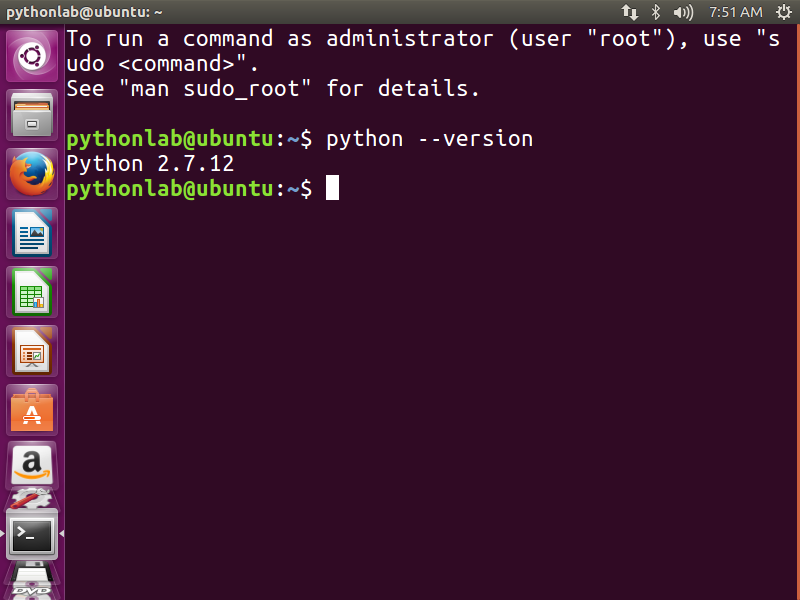 pythonlab@ubuntu: ~
7:51 AM
To run a command as administrator (user "root"), use "s
udo <command>".
See "man sudo_root" for details.
pythonlab@ubuntu:~$ python --version
Python 2.7.12
pythonlab@ubuntu:~$
A
a
>_
DVD